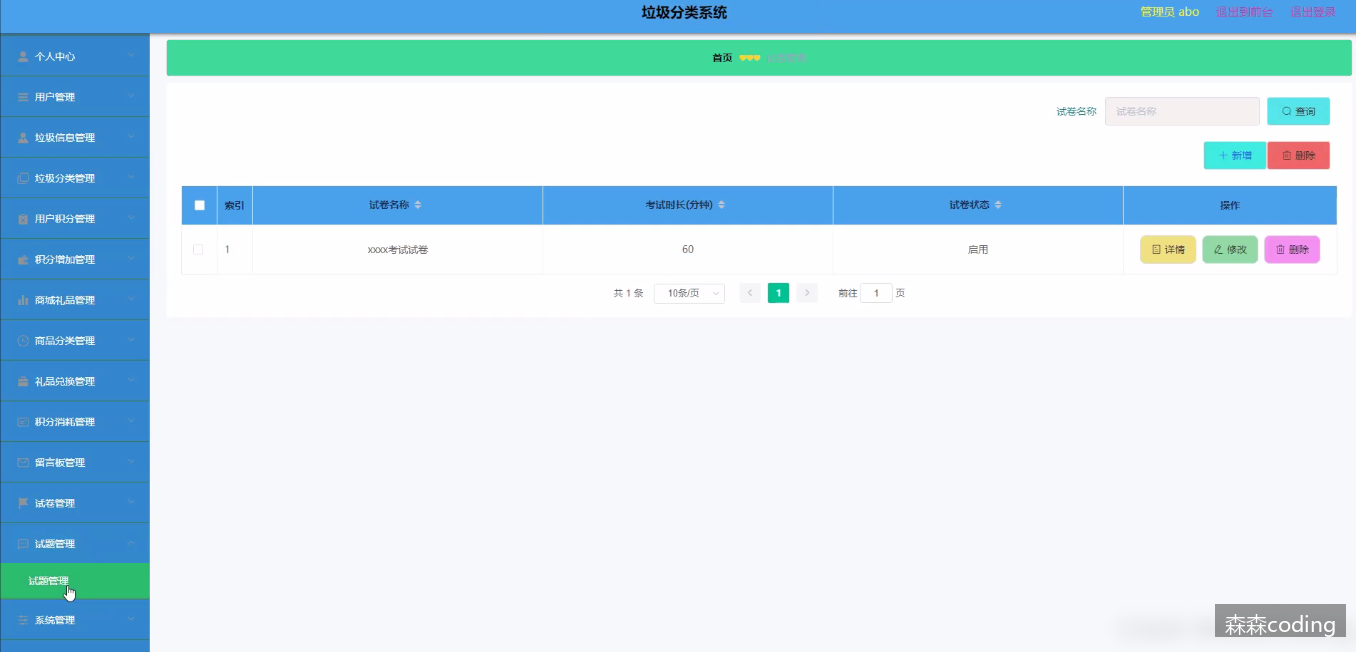 垃圾分类系统
管理员 abo 退出到前台 退出登录
个人中心
用户管理
垃圾信息管理
垃圾分类管理
用户积分管理
积分增加管理
商城礼品管理
商品分类管理
礼品兑换管理
积分消耗管理
留言板管理
试卷管理
试题管理
试题管理
系统管理
首页
试卷名称 试卷名称 查询
新增 删除
索引 试卷名称 考试时长(分钟) 试卷状态 操作
1 xxxx考试试卷 60 启用 详情 修改 删除
共 1 条 10条/页 1 前往 1 页
森森coding